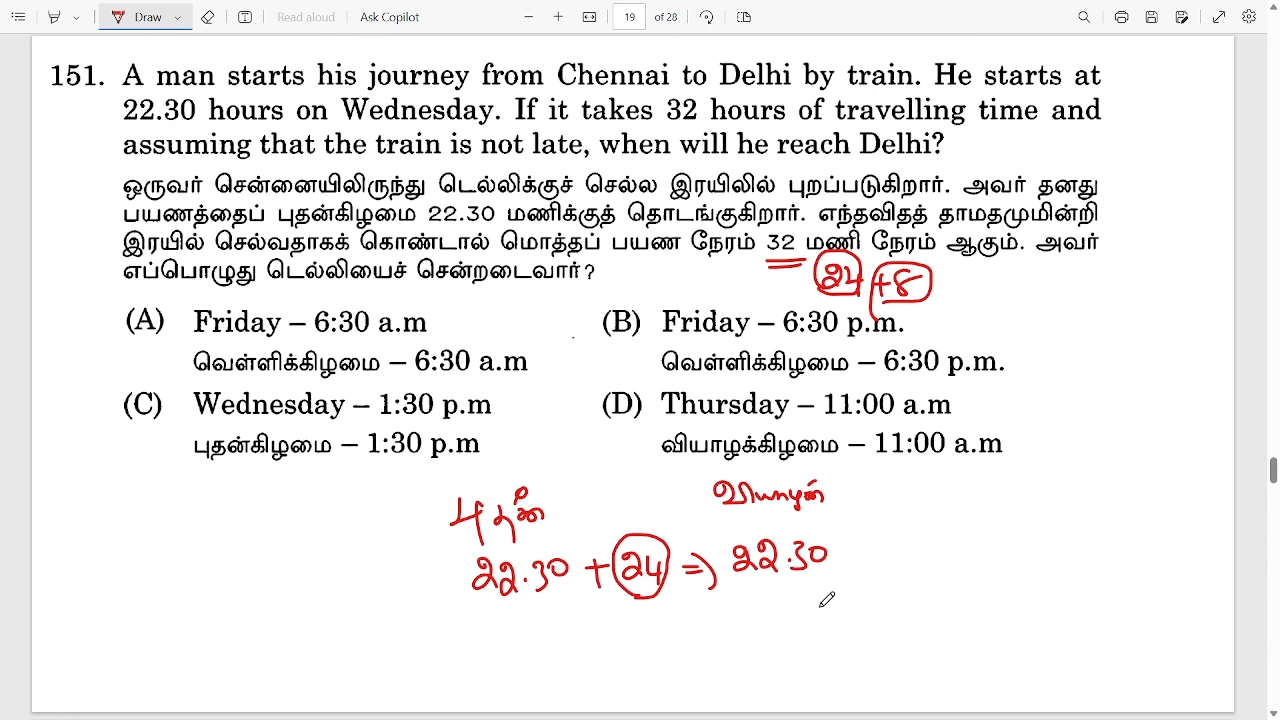 Draw
Read aloud
Ask Copilot
19
of 28
151. A man starts his journey from Chennai to Delhi by train. He starts at
22.30 hours on Wednesday. If it takes 32 hours of travelling time and
assuming that the train is not late, when will he reach Delhi?
ஒருவர் சென்னையிலிருந்து டெல்லிக்குச் செல்ல இரயிலில் புறப்படுகிறார். அவர் தனது
பயணத்தைப் புதன்கிழமை 22.30 மணிக்குத் தொடங்குகிறார். எந்தவிதத் தாமதமுமின்றி
இரயில் செல்வதாகக் கொண்டால் மொத்தப் பயண நேரம் 32 மணி நேரம் ஆகும். அவர்
எப்பொழுது டெல்லியைச் சென்றடைவார்?
24 +8
(A) Friday – 6:30 a.m
வெள்ளிக்கிழமை – 6:30 a.m
(B) Friday – 6:30 p.m.
வெள்ளிக்கிழமை – 6:30 p.m.
(C) Wednesday – 1:30 p.m
புதன்கிழமை – 1:30 p.m
(D) Thursday – 11:00 a.m
வியாழக்கிழமை – 11:00 a.m
வியாழன்
22.30 + 24 => 22.30